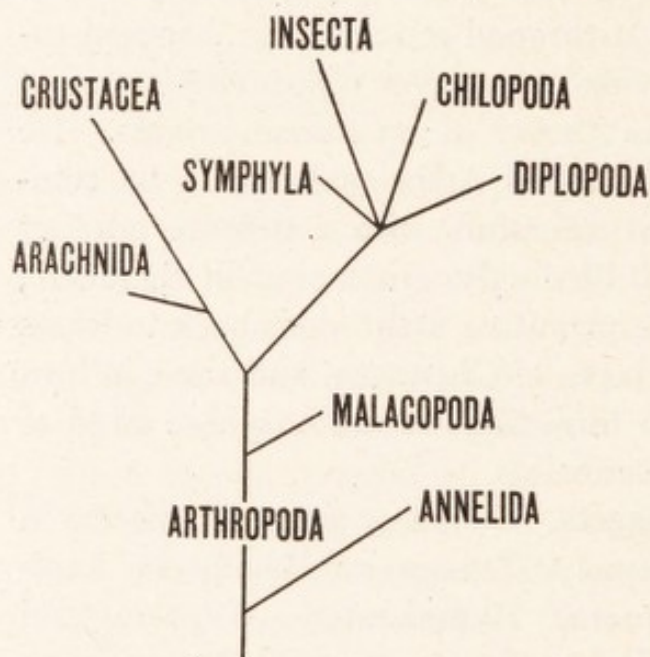 INSECTA
CRUSTACEA
CHILOPODA
SYMPHYLA
DIPLOPODA
ARACHNIDA
MALACOPODA
ARTHROPODA
ANNELIDA